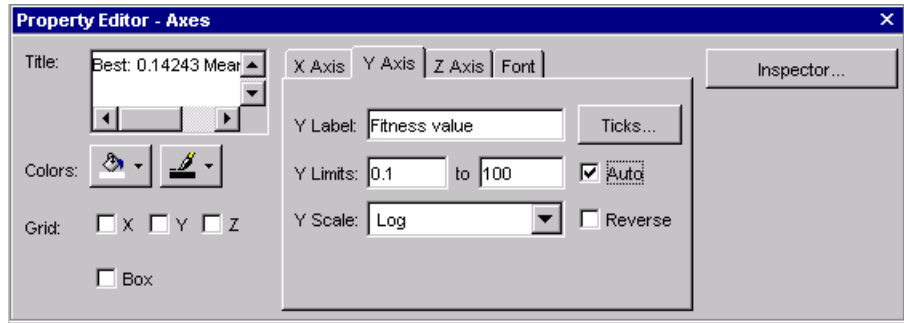 Property Editor - Axes
Title:
Best: 0.14243 Mear
X Axis Y Axis Z Axis Font
Inspector...
Y Label: Fitness value Ticks...
Colors:
Y Limits: 0.1 to 100 Auto
Grid: X Y Z
Y Scale: Log Reverse
Box